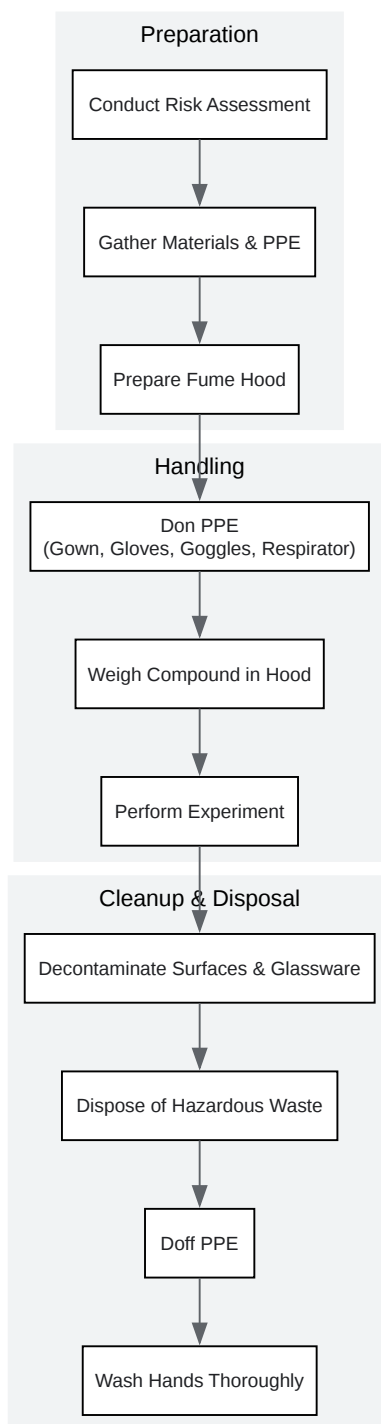 Preparation
Conduct Risk Assessment
Gather Materials & PPE
Prepare Fume Hood
Handling
Don PPE
(Gown, Gloves, Goggles, Respirator)
Weigh Compound in Hood
Perform Experiment
Cleanup & Disposal
Decontaminate Surfaces & Glassware
Dispose of Hazardous Waste
Doff PPE
Wash Hands Thoroughly